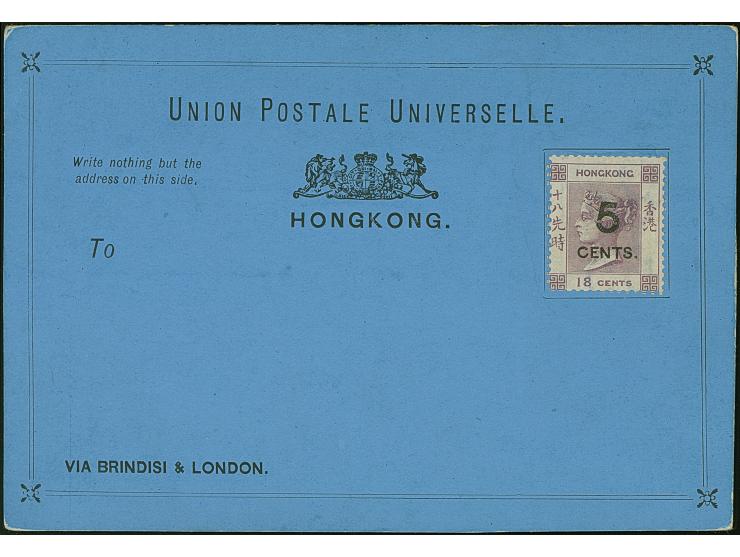 UNION POSTALE UNIVERSELLE.
Write nothing but the
address on this side.
HONGKONG.
To
HONGKONG
十八先時
香港
5
CENTS.
18 CENTS
VIA BRINDISI & LONDON.